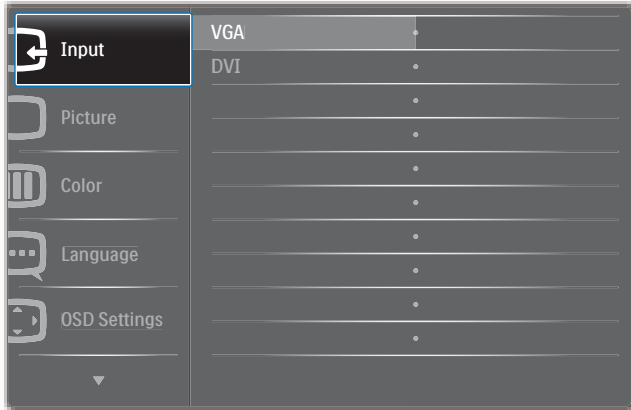 Input
Picture
Color
Language
OSD Settings
VGA
DVI